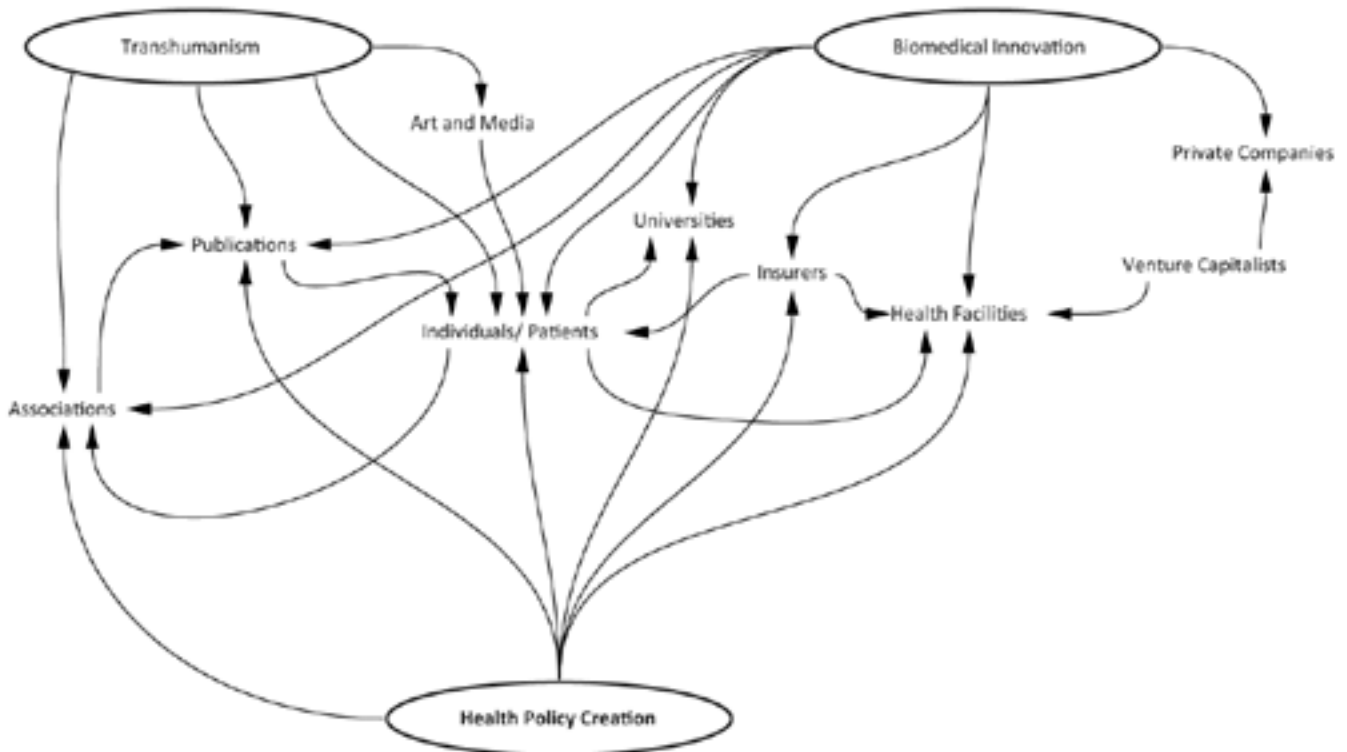 Transhumanism
Biomedical Innovation
Art and Media
Private Companies
Universities
Publications
Venture Capitalists
Insurers
Health Facilities
Individuals/ Patients
Associations
Health Policy Creation